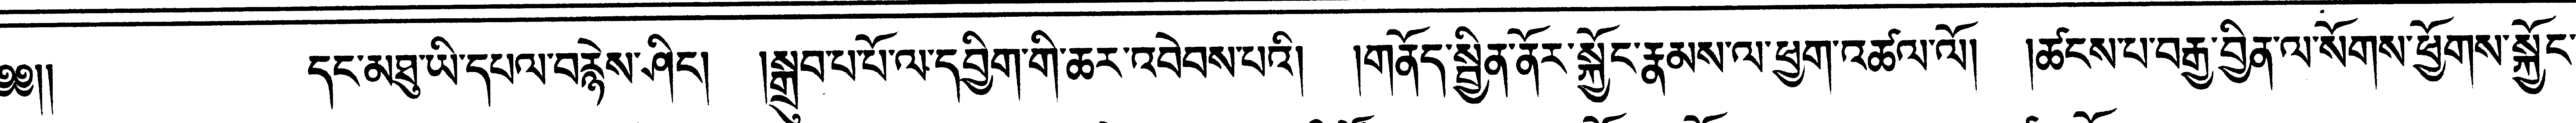 ༄༅།། དང་མཐུ་ཡི་དཔལ་བརྙེས་ཤིང། །སྒྲུབ་པ་པོ་ལ་དབྱིག་གི་ཆར་འབེབས་པའི། །གནོད་སྦྱིན་ནོར་སྐྱོང་རྣམས་ལ་ཕྱག་འཚལ་ལོ། །ཚངས་པ་བརྒྱ་བྱིན་ལ་སོགས་ཕྱོགས་སྐྱོང་